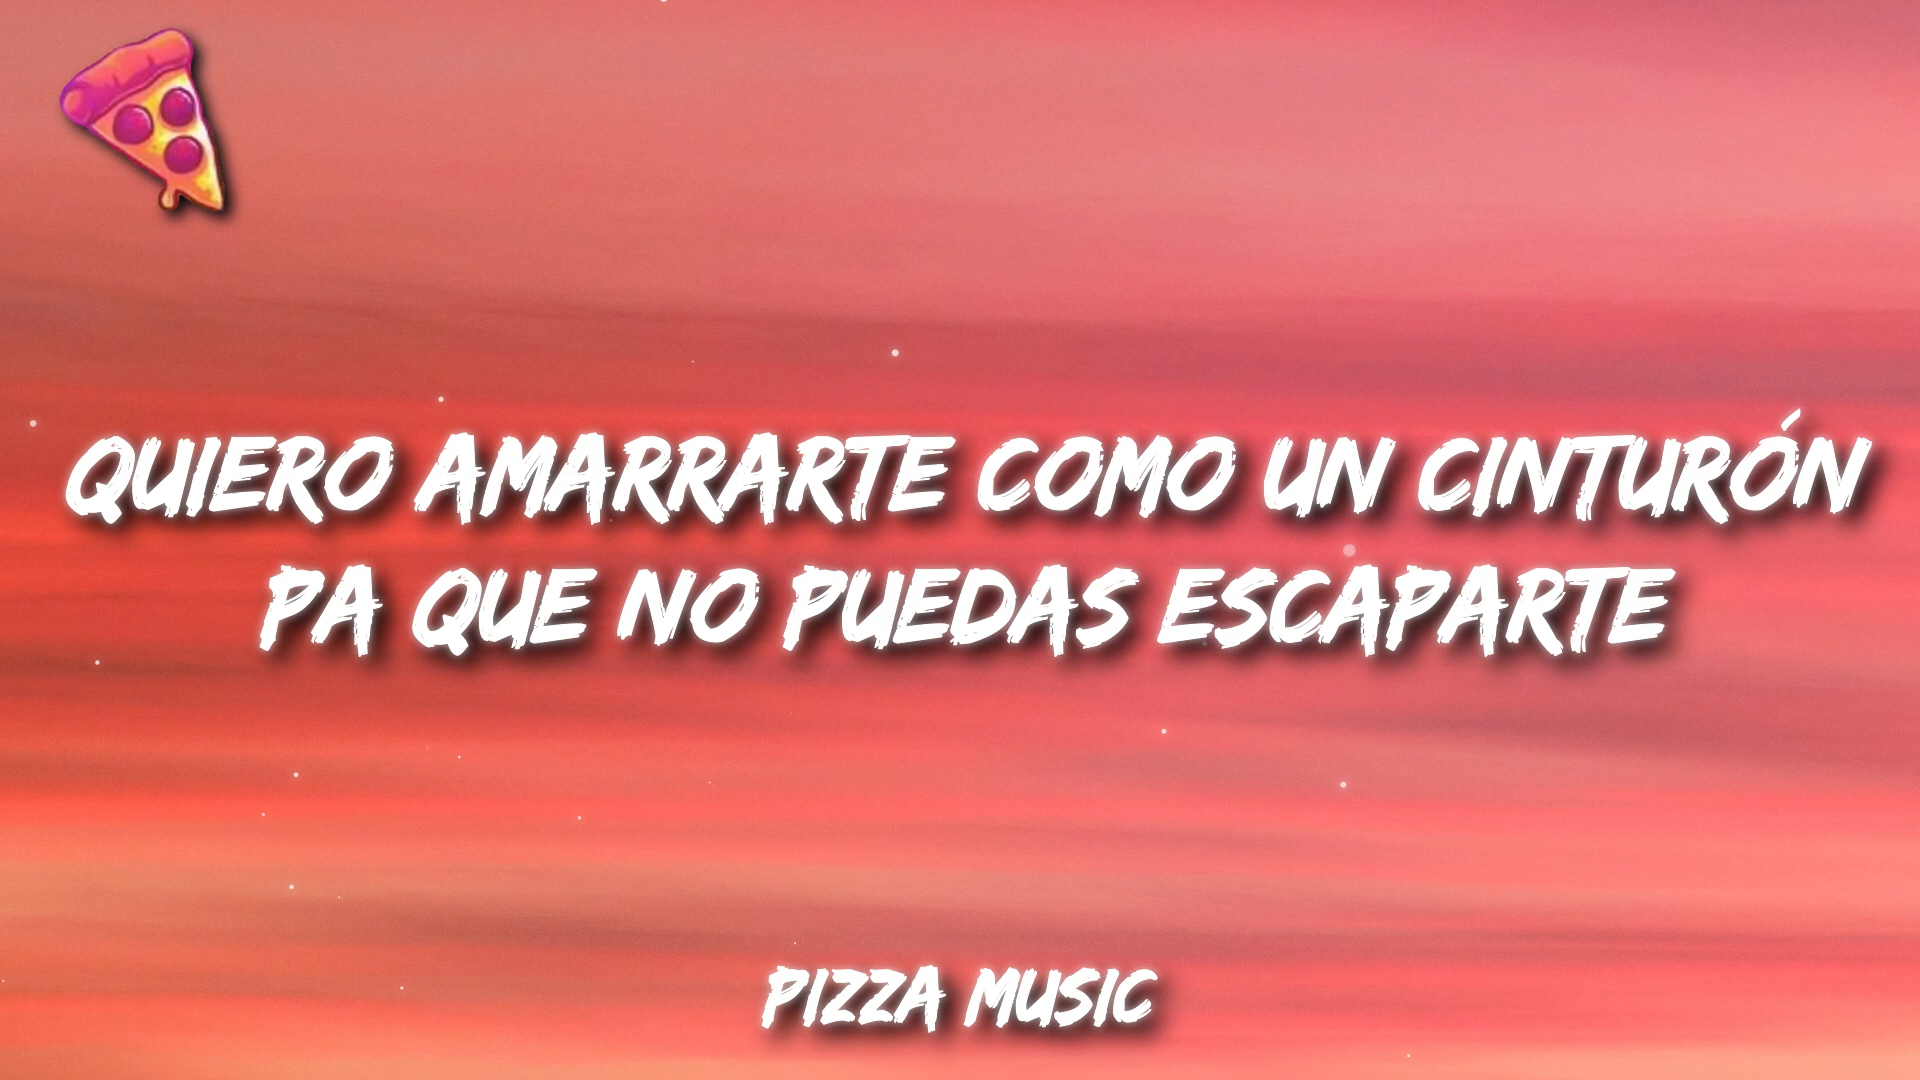 QUIERO AMARRARTE COMO UN CINTURÓN
PA QUE NO PUEDAS ESCAPARTE
PIZZA MUSIC